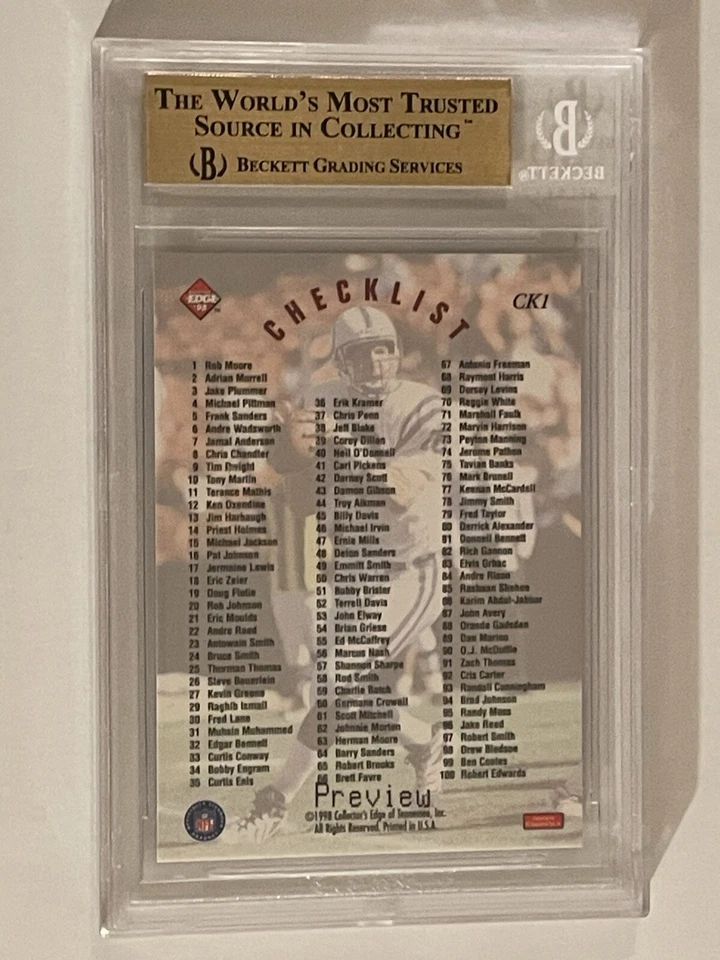 THE WORLD'S MOST TRUSTED
SOURCE IN COLLECTING™
(B) BECKETT GRADING SERVICES
B
BECKETT®
EDGE
98
CHECKLIST
CK1
1 Rob Moore
2 Adrian Murrell
3 Jake Plummer
4 Michael Pittman
5 Frank Sanders
6 Andre Wadsworth
7 Jamal Anderson
8 Chris Chandler
9 Tim Dwight
10 Tony Martin
11 Terance Mathis
12 Ken Oxendine
13 Jim Harbaugh
14 Priest Holmes
15 Michael Jackson
16 Pat Johnson
17 Jermaine Lewis
18 Eric Zeier
19 Doug Flutie
20 Rob Johnson
21 Eric Moulds
22 Andre Reed
23 Antowain Smith
24 Bruce Smith
25 Thurman Thomas
26 Steve Beuerlein
27 Kevin Greene
29 Raghib Ismail
30 Fred Lane
31 Muhsin Muhammed
32 Edgar Bennett
33 Curtis Conway
34 Bobby Engram
35 Curtis Enis
36 Erik Kramer
37 Chris Penn
38 Jeff Blake
39 Corey Dillon
40 Neil O'Donnell
41 Carl Pickens
42 Darnay Scott
43 Damon Gibson
44 Troy Aikman
45 Billy Davis
46 Michael Irvin
47 Ernie Mills
48 Deion Sanders
49 Emmitt Smith
50 Chris Warren
51 Bubby Brister
52 Terrell Davis
53 John Elway
54 Brian Griese
55 Ed McCaffrey
56 Marcus Nash
57 Shannon Sharpe
58 Rod Smith
59 Charlie Batch
60 Germane Crowell
61 Scott Mitchell
62 Johnnie Morton
63 Herman Moore
64 Barry Sanders
65 Robert Brooks
66 Brett Favre
67 Antonio Freeman
68 Raymont Harris
69 Dorsey Levens
70 Reggie White
71 Marshall Faulk
72 Marvin Harrison
73 Peyton Manning
74 Jerome Pathon
75 Tavian Banks
76 Mark Brunell
77 Keenan McCardell
78 Jimmy Smith
79 Fred Taylor
80 Derrick Alexander
81 Donnell Bennett
82 Rich Gannon
83 Elvis Grbac
84 Andre Rison
85 Rashaan Shehee
86 Karim Abdul-Jabbar
87 John Avery
88 Oronde Gadsden
89 Dan Marino
90 O.J. McDuffie
91 Zach Thomas
92 Cris Carter
93 Randall Cunningham
94 Brad Johnson
95 Randy Moss
96 Jake Reed
97 Robert Smith
98 Drew Bledsoe
99 Ben Coates
100 Robert Edwards
Preview
©1998 Collector's Edge of Tennessee, Inc.
All Rights Reserved. Printed in U.S.A.
NFL